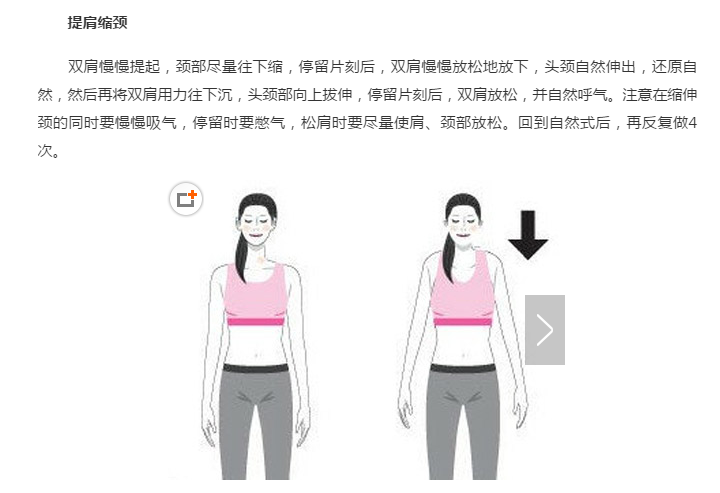 提肩缩颈
双肩慢慢提起，颈部尽量往下缩，停留片刻后，双肩慢慢放松地放下，头颈自然伸出，还原自
然，然后再将双肩用力往下沉，头颈部向上拔伸，停留片刻后，双肩放松，并自然呼气。注意在缩伸
颈的同时要慢慢吸气，停留时要憋气，松肩时要尽量使肩、颈部放松。回到自然式后，再反复做4
次。